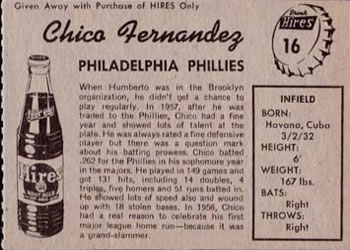 Given Away with Purchase of HIRES Only
Chico Fernandez
PHILADELPHIA PHILLIES
Drink
Hires
16
When Humberto was in the Brooklyn
organization, he didn't get a chance to
play regularly. In 1957, after he was
traded to the Phillies, Chico had a fine
year and showed lots of talent at the
plate. He was always rated a fine defensive
player but there was a question mark
about his batting prowess. Chico batted
.262 for the Phillies in his sophomore year
in the majors. He played in 149 games and
got 131 hits, including 14 doubles, 4
triples, five homers and 51 runs batted in.
He showed lots of speed also and wound
up with 18 stolen bases. In 1956, Chico
had a real reason to celebrate his first
major league home run—because it was
a grand-slammer.
Hires
INFIELD
BORN:
Havana, Cuba
3/2/32
HEIGHT:
6'
WEIGHT:
167 lbs.
BATS:
Right
THROWS:
Right